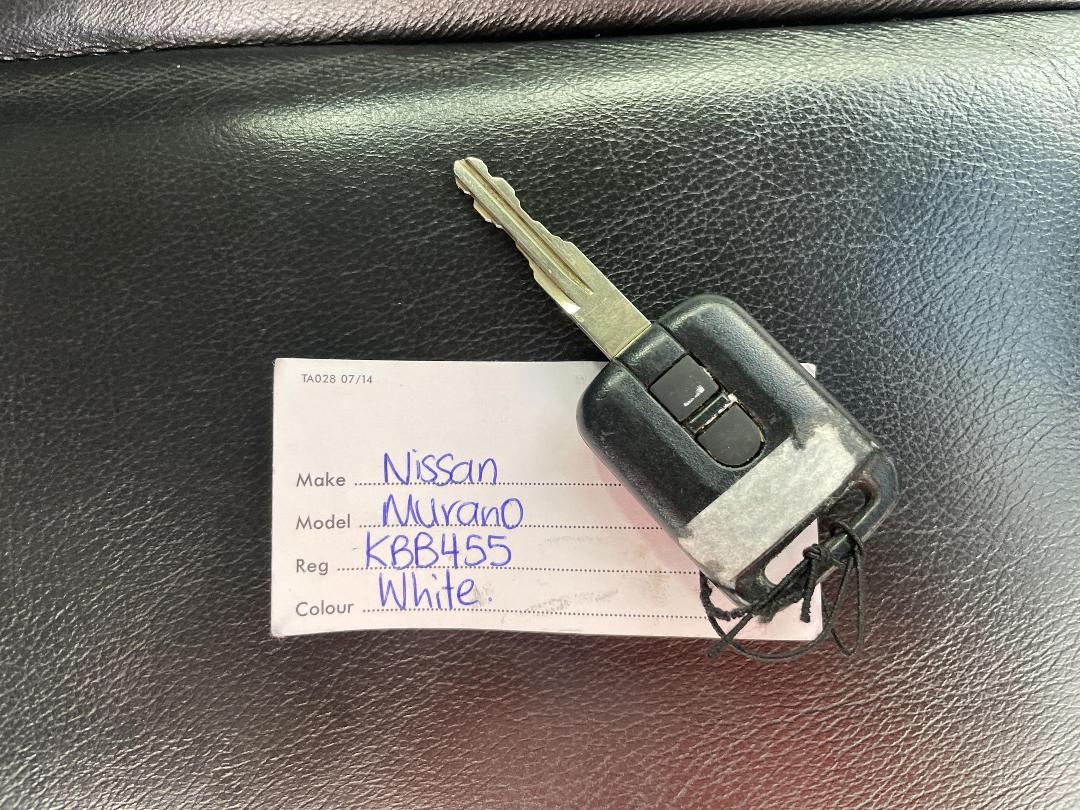 TA028 07/14
Make Nissan
Model Murano
Reg KBB455
Colour White.